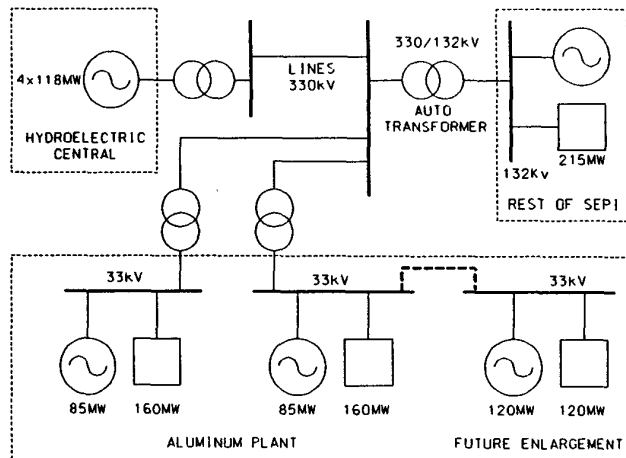 4x118MW
HYDROELECTRIC
CENTRAL
LINES
330kV
330/132kV
AUTO
TRANSFORMER
132Kv
215MW
REST OF SEPI
33kV
33kV
33kV
85MW
160MW
85MW
160MW
120MW
120MW
ALUMINUM PLANT
FUTURE ENLARGEMENT